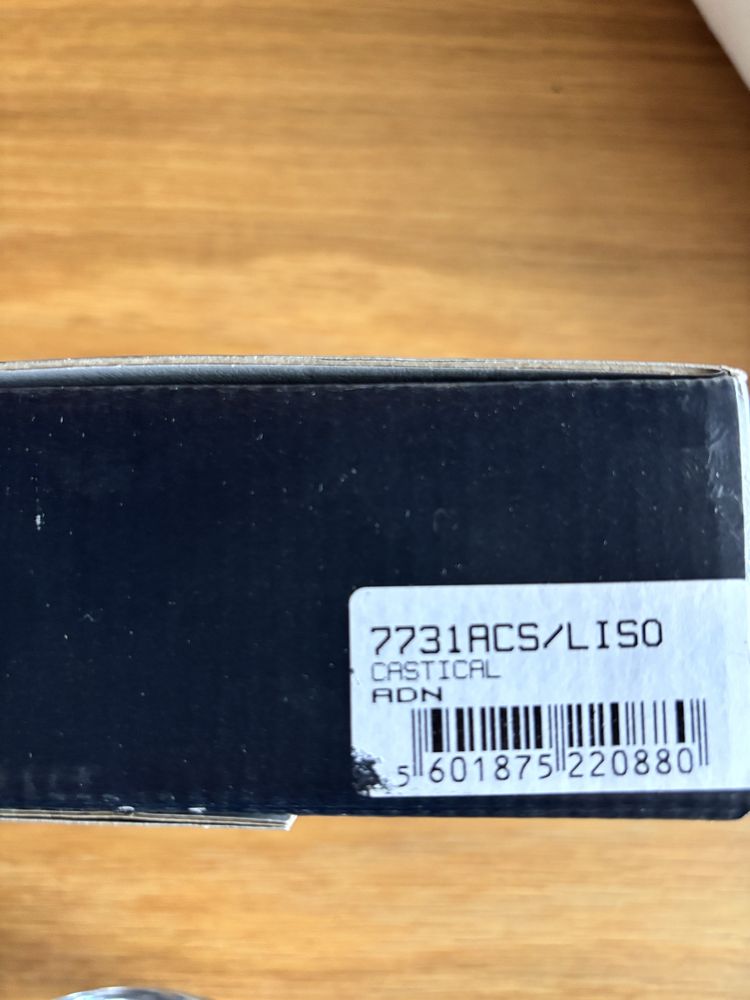 7731ACS/LISO
CASTICAL
ADN
5 601875 220880